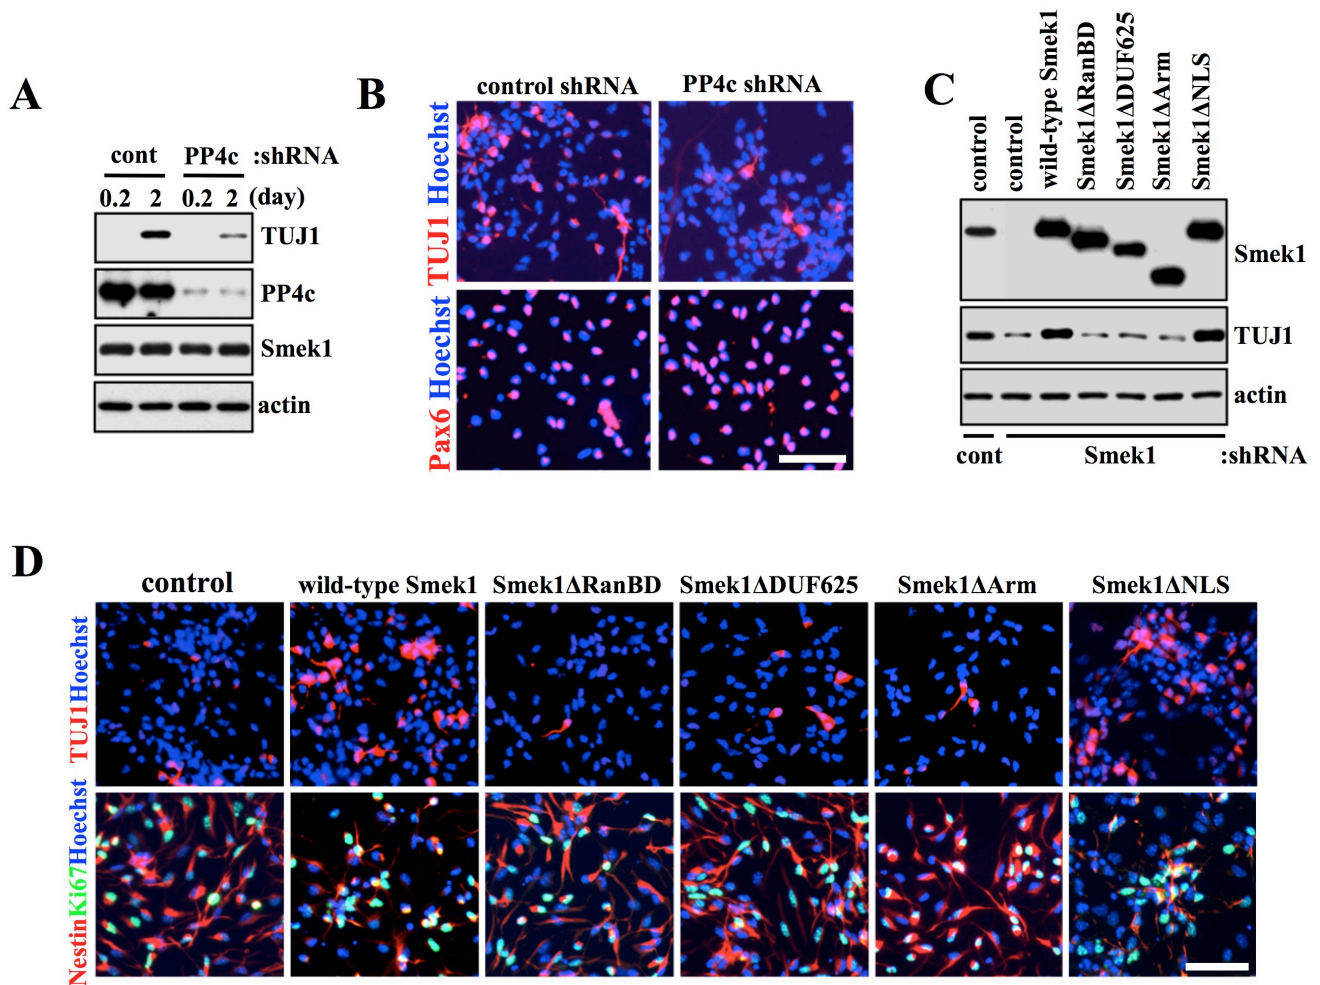 A
cont PP4c :shRNA
0.2 2 0.2 2 (day)
TUJ1
PP4c
Smek1
actin
B
control shRNA PP4c shRNA
TUJ1 Hoechst
Pax6 Hoechst
C
control
control
wild-type Smek1
Smek1ΔRanBD
Smek1ΔDUF625
Smek1ΔArm
Smek1ΔNLS
Smek1
TUJ1
actin
cont Smek1 :shRNA
D
control wild-type Smek1 Smek1ΔRanBD Smek1ΔDUF625 Smek1ΔArm Smek1ΔNLS
TUJ1Hoechst
NestinKi67Hoechst